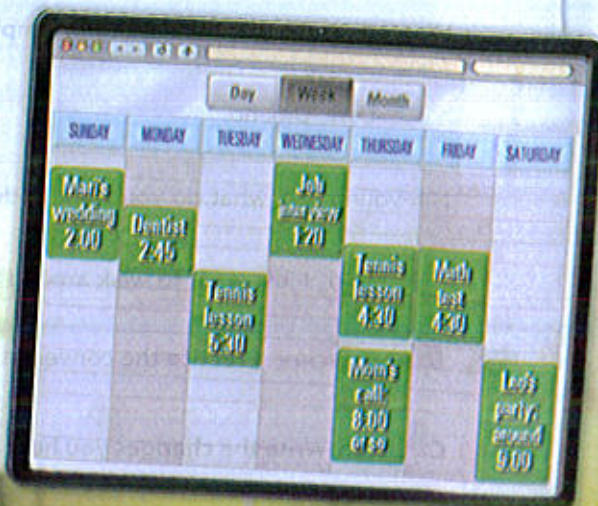 Day Week Month
SUNDAY MONDAY TUESDAY WEDNESDAY THURSDAY FRIDAY SATURDAY
Mari's
wedding
2:00
Dentist
2:45
Tennis
lesson
5:30
Job
interview
1:20
Tennis
lesson
4:30
Mom's
call:
8:00
or so
Math
test
4:30
Leo's
party:
around
9:00